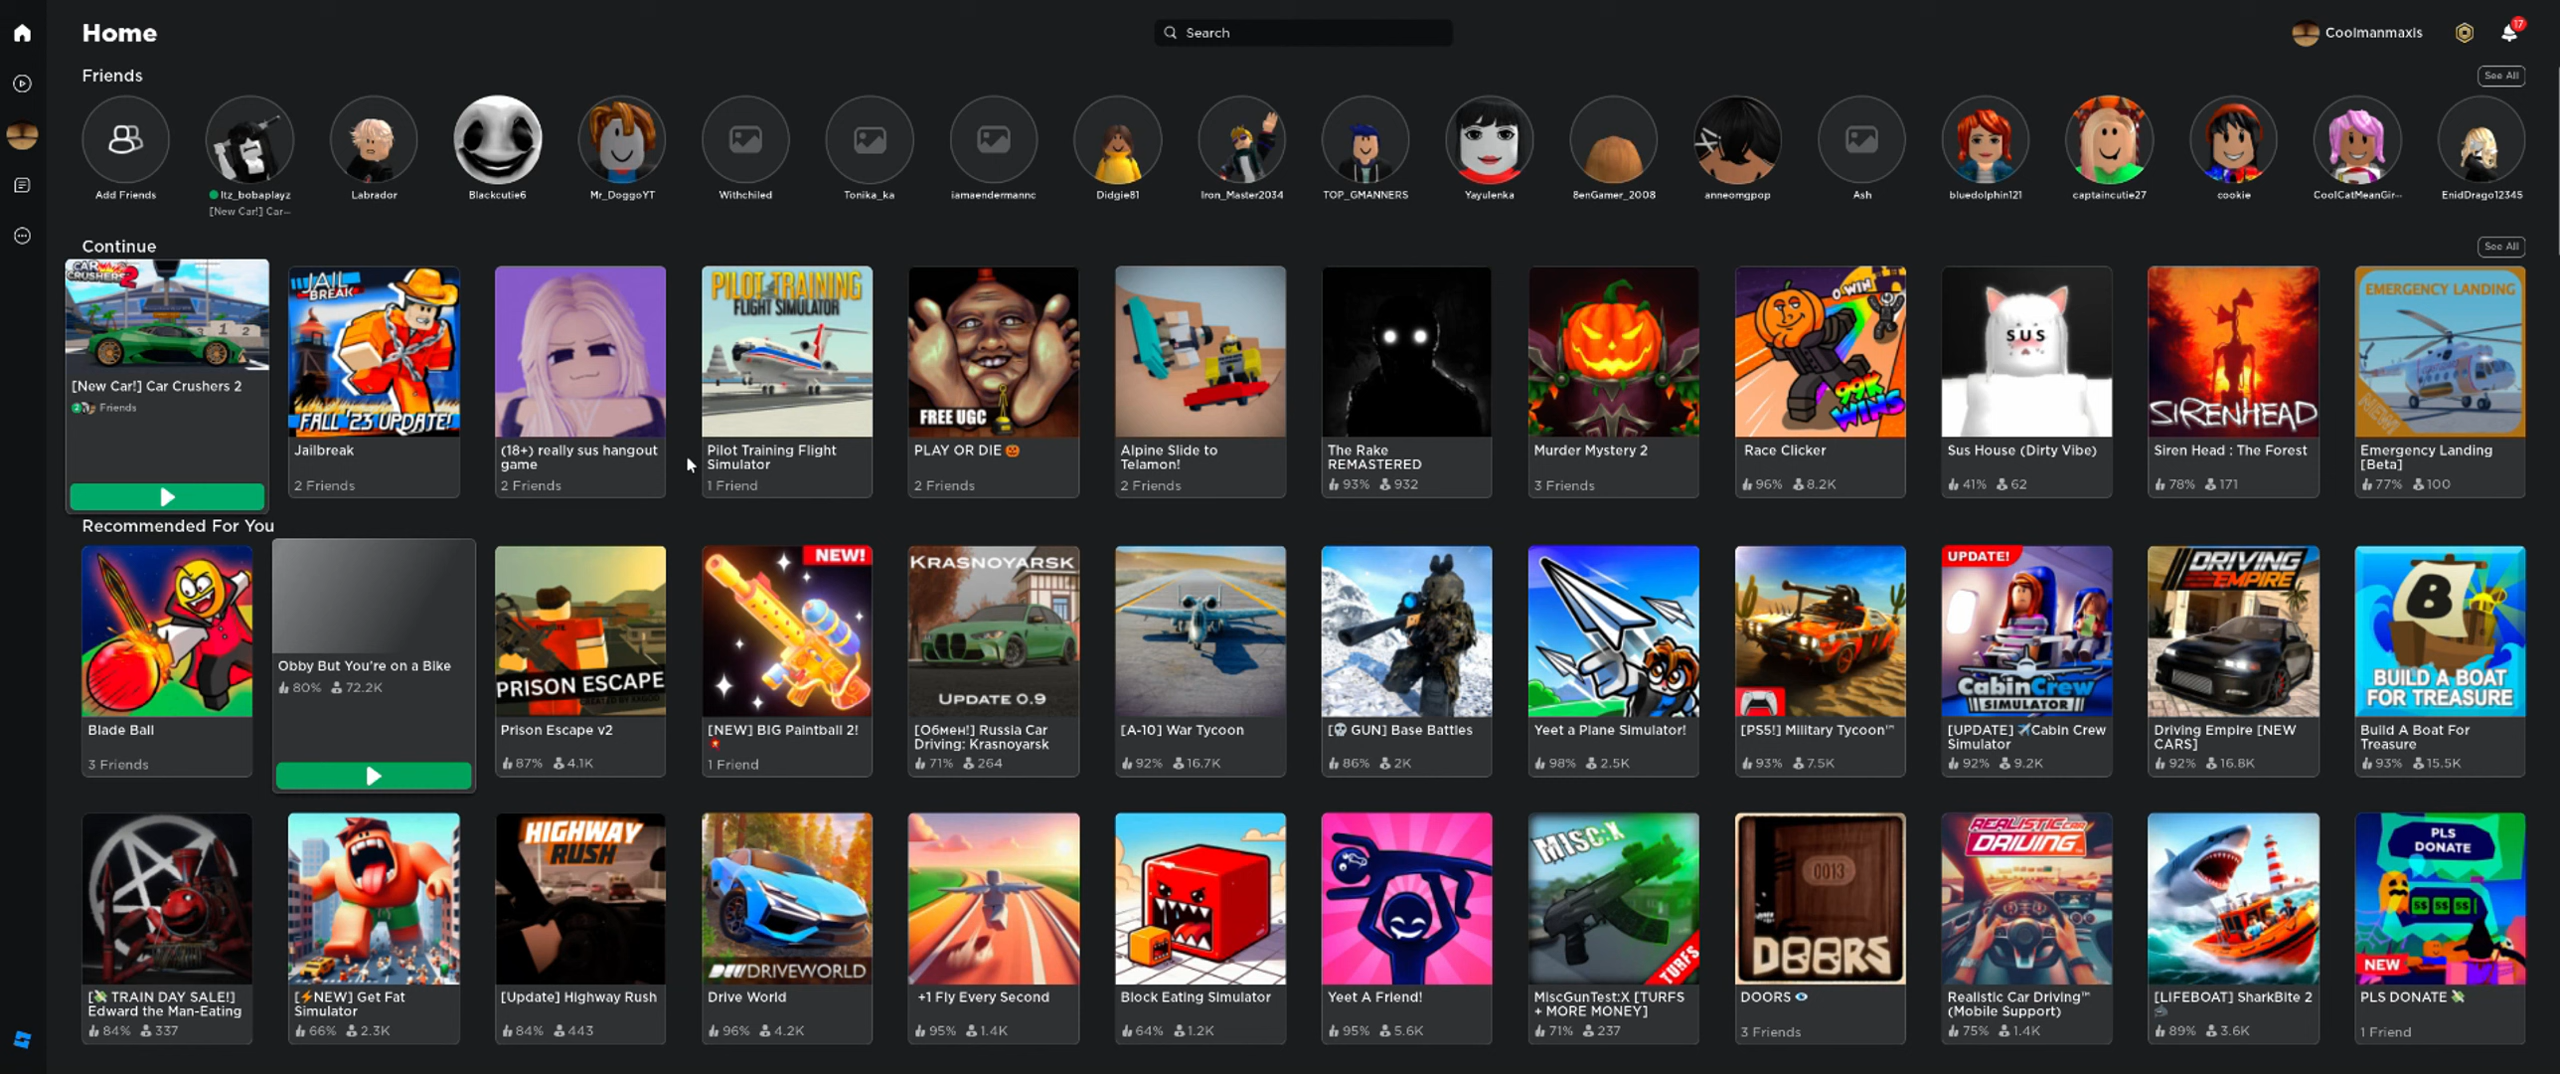 Home
Search
Coolmanmaxis
17
Friends
See All
Add Friends
Itz_bobaplayz
[New Car!] Car--
Labrador
Blackcutie6
Mr_DoggoYT
Withchiled
Tonika_ka
iamaendermannc
Didgie81
Iron_Master2034
TOP_GMANNERS
Yayulenka
8enGamer_2008
anneomgpop
Ash
bluedolphin121
captaincutie27
cookie
CoolCatMeanGir--
EnidDrago12345
Continue
See All
CAR CRUSHERS 2
[New Car!] Car Crushers 2
2 Friends
JAIL BREAK
FALL '23 UPDATE!
Jailbreak
2 Friends
(18+) really sus hangout
game
2 Friends
PILOT TRAINING
FLIGHT SIMULATOR
Pilot Training Flight
Simulator
1 Friend
FREE UGC
PLAY OR DIE 🎃
2 Friends
Alpine Slide to
Telamon!
2 Friends
The Rake
REMASTERED
93% 932
Murder Mystery 2
3 Friends
0 WIN
99K WINS
Race Clicker
96% 8.2K
SUS
Sus House (Dirty Vibe)
41% 62
SIRENHEAD
Siren Head : The Forest
78% 171
EMERGENCY LANDING
Emergency Landing
[Beta]
77% 100
Recommended For You
Blade Ball
3 Friends
Obby But You're on a Bike
80% 72.2K
PRISON ESCAPE
Prison Escape v2
87% 4.1K
NEW!
[NEW] BIG Paintball 2!
💥
1 Friend
KRASNOYARSK
UPDATE 0.9
[Обмен!] Russia Car
Driving: Krasnoyarsk
71% 264
[A-10] War Tycoon
92% 16.7K
[💀 GUN] Base Battles
86% 2K
Yeet a Plane Simulator!
98% 2.5K
[PS5!] Military Tycoon™
93% 7.5K
UPDATE!
CabinCrew
SIMULATOR
[UPDATE] ✈️Cabin Crew
Simulator
92% 9.2K
DRIVING
EMPIRE
Driving Empire [NEW
CARS]
92% 16.8K
B
BUILD A BOAT
FOR TREASURE
Build A Boat For
Treasure
93% 15.5K
[💸 TRAIN DAY SALE!]
Edward the Man-Eating
84% 337
[⚡NEW] Get Fat
Simulator
66% 2.3K
HIGHWAY
RUSH
[Update] Highway Rush
84% 443
DRIVEWORLD
Drive World
96% 4.2K
+1 Fly Every Second
95% 1.4K
Block Eating Simulator
64% 1.2K
Yeet A Friend!
95% 5.6K
MISC:X
TURFS
MiscGunTest:X [TURFS
+ MORE MONEY]
71% 237
0013
DOORS
DOORS 👁️
3 Friends
REALISTIC CAR
DRIVING
Realistic Car Driving™
(Mobile Support)
75% 1.4K
[LIFEBOAT] SharkBite 2
🦈
89% 3.6K
PLS
DONATE
NEW
PLS DONATE 💸
1 Friend